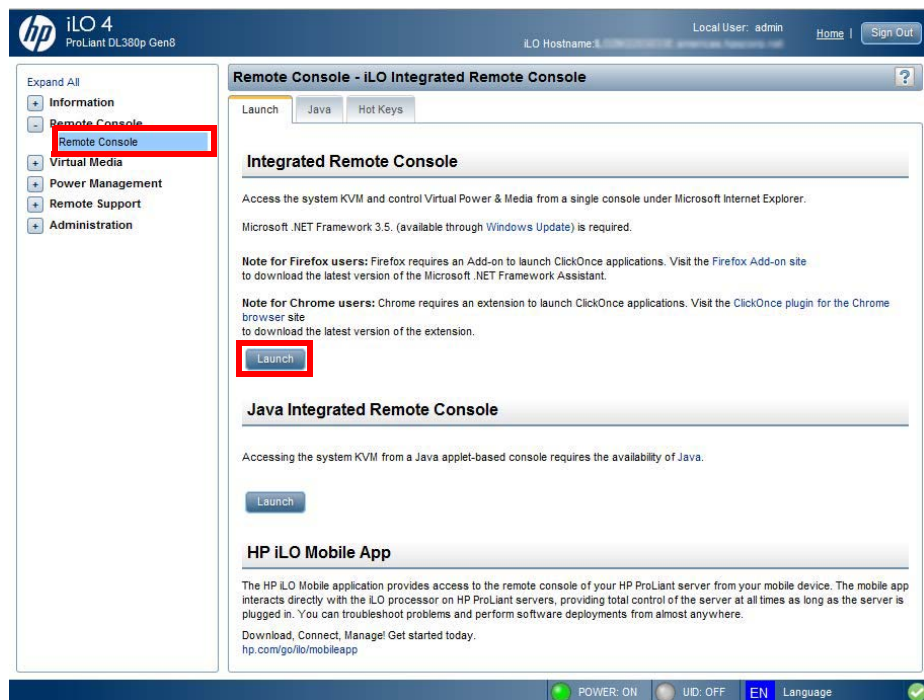 hp
iLO 4
ProLiant DL380p Gen8
Local User: admin
iLO Hostname:
Home |
Sign Out
Expand All
+ Information
- Remote Console
Remote Console
+ Virtual Media
+ Power Management
+ Remote Support
+ Administration
Remote Console - iLO Integrated Remote Console
?
Launch
Java
Hot Keys
Integrated Remote Console
Access the system KVM and control Virtual Power & Media from a single console under Microsoft Internet Explorer.
Microsoft .NET Framework 3.5. (available through Windows Update) is required.
Note for Firefox users: Firefox requires an Add-on to launch ClickOnce applications. Visit the Firefox Add-on site
to download the latest version of the Microsoft .NET Framework Assistant.
Note for Chrome users: Chrome requires an extension to launch ClickOnce applications. Visit the ClickOnce plugin for the Chrome
browser site
to download the latest version of the extension.
Launch
Java Integrated Remote Console
Accessing the system KVM from a Java applet-based console requires the availability of Java.
Launch
HP iLO Mobile App
The HP iLO Mobile application provides access to the remote console of your HP ProLiant server from your mobile device. The mobile app
interacts directly with the iLO processor on HP ProLiant servers, providing total control of the server at all times as long as the server is
plugged in. You can troubleshoot problems and perform software deployments from almost anywhere.
Download, Connect, Manage! Get started today.
hp.com/go/ilo/mobileapp
POWER: ON
UID: OFF
EN
Language